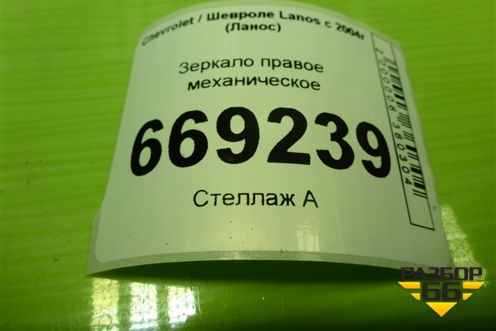 Chevrolet / Шевроле Lanos с 2004г
(Ланос)
Зеркало правое
механическое
669239
Стеллаж А
РАЗБОР
66